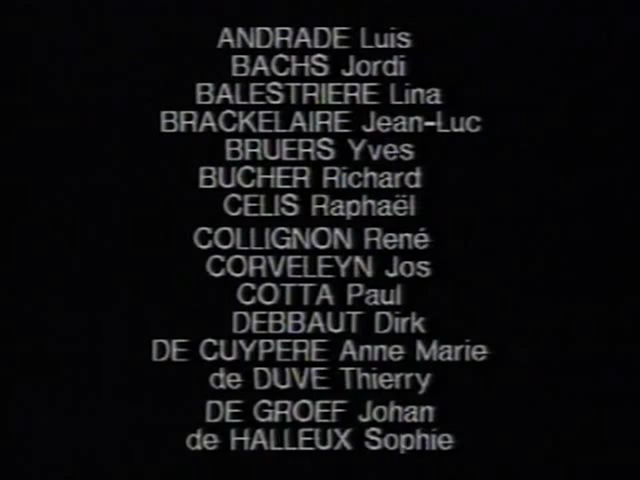 ANDRADE Luis
BACHS Jordi
BALESTRIERE Lina
BRACKELAIRE Jean-Luc
BRUERS Yves
BUCHER Richard
CELIS Raphaël
COLLIGNON René
CORVELEYN Jos
COTTA Paul
DEBBAUT Dirk
DE CUYPERE Anne Marie
de DUVE Thierry
DE GROEF Johan
de HALLEUX Sophie